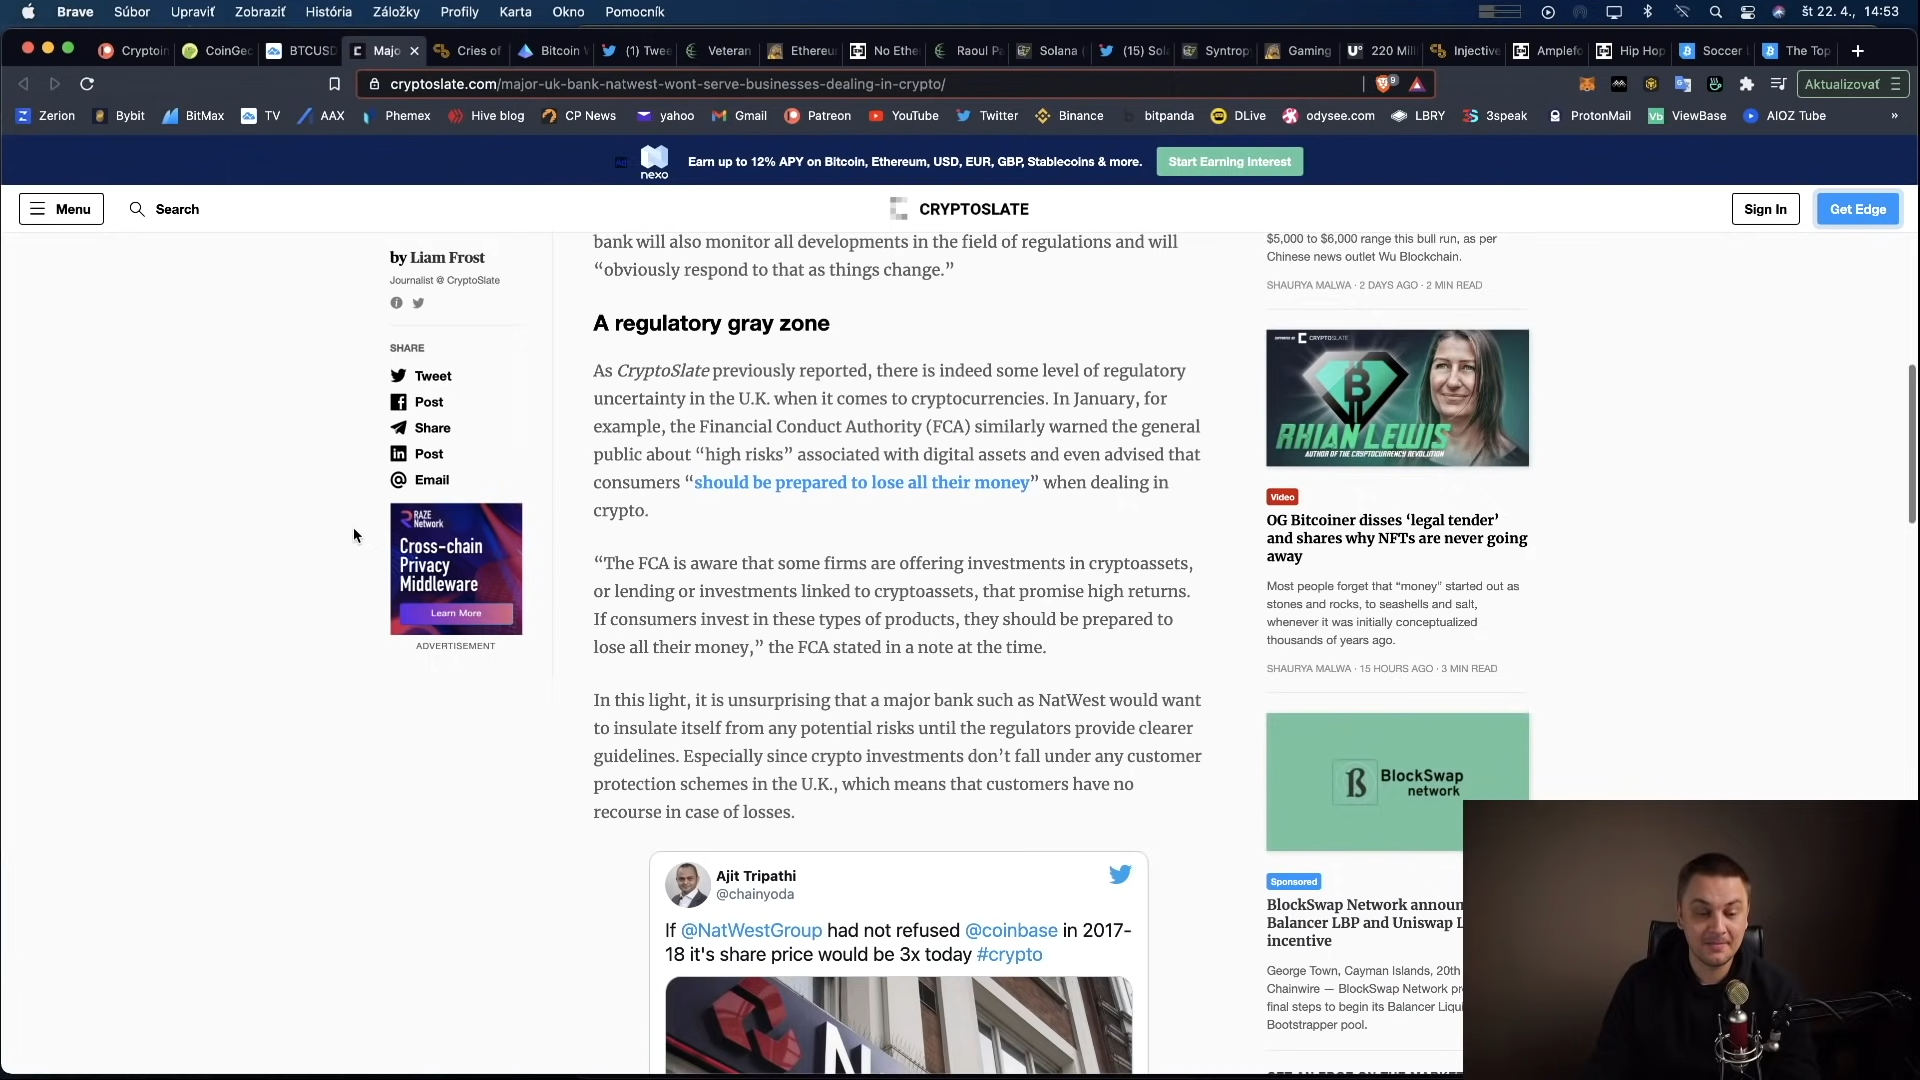 Brave Súbor Upraviť Zobraziť História Záložky Profily Karta Okno Pomocník št 22. 4., 14:53
Cryptoin CoinGec BTCUSD Majo Cries of Bitcoin V (1) Twee Veteran Ethereu No Ethe Raoul Pa Solana ( (15) Sol Syntrop Gaming 220 Mill Injective Amplefo Hip Hop Soccer The Top
cryptoslate.com/major-uk-bank-natwest-wont-serve-businesses-dealing-in-crypto/ 9 Aktualizovať
Zerion Bybit BitMax TV AAX Phemex Hive blog CP News yahoo Gmail Patreon YouTube Twitter Binance bitpanda DLive odysee.com LBRY 3speak ProtonMail ViewBase AIOZ Tube »
nexo Earn up to 12% APY on Bitcoin, Ethereum, USD, EUR, GBP, Stablecoins & more. Start Earning Interest
Menu Search CRYPTOSLATE Sign In Get Edge
by Liam Frost
Journalist @ CryptoSlate
SHARE
Tweet
Post
Share
Post
Email
RAZE
Network
Cross-chain
Privacy
Middleware
Learn More
ADVERTISEMENT
bank will also monitor all developments in the field of regulations and will
“obviously respond to that as things change.”
A regulatory gray zone
As CryptoSlate previously reported, there is indeed some level of regulatory
uncertainty in the U.K. when it comes to cryptocurrencies. In January, for
example, the Financial Conduct Authority (FCA) similarly warned the general
public about “high risks” associated with digital assets and even advised that
consumers “should be prepared to lose all their money” when dealing in
crypto.
“The FCA is aware that some firms are offering investments in cryptoassets,
or lending or investments linked to cryptoassets, that promise high returns.
If consumers invest in these types of products, they should be prepared to
lose all their money,” the FCA stated in a note at the time.
In this light, it is unsurprising that a major bank such as NatWest would want
to insulate itself from any potential risks until the regulators provide clearer
guidelines. Especially since crypto investments don’t fall under any customer
protection schemes in the U.K., which means that customers have no
recourse in case of losses.
Ajit Tripathi
@chainyoda
If @NatWestGroup had not refused @coinbase in 2017-
18 it's share price would be 3x today #crypto
N
$5,000 to $6,000 range this bull run, as per
Chinese news outlet Wu Blockchain.
SHAURYA MALWA · 2 DAYS AGO · 2 MIN READ
CRYPTOSLATE
RHIAN LEWIS
AUTHOR OF THE CRYPTOCURRENCY REVOLUTION
Video
OG Bitcoiner disses ‘legal tender’
and shares why NFTs are never going
away
Most people forget that “money” started out as
stones and rocks, to seashells and salt,
whenever it was initially conceptualized
thousands of years ago.
SHAURYA MALWA · 15 HOURS AGO · 3 MIN READ
BlockSwap
network
Sponsored
BlockSwap Network announ
Balancer LBP and Uniswap L
incentive
George Town, Cayman Islands, 20th
Chainwire — BlockSwap Network pr
final steps to begin its Balancer Liqui
Bootstrapper pool.